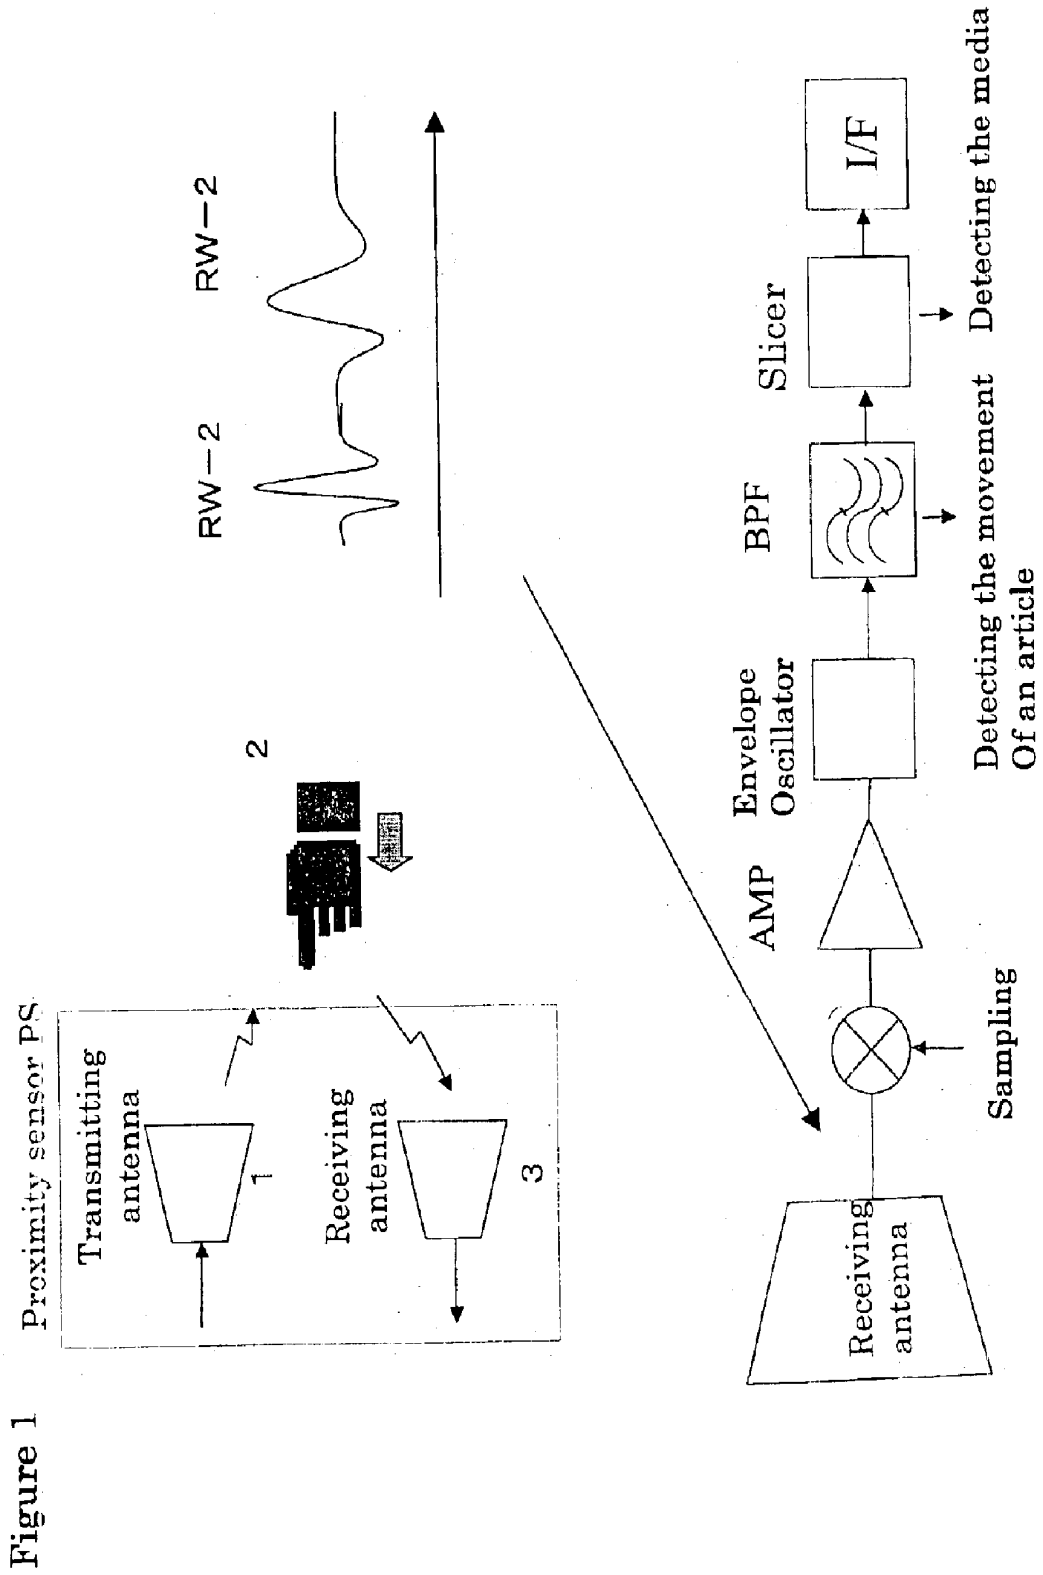 Figure 1
Proximity sensor PS
Transmitting
antenna
1
Receiving
antenna
3
2
RW-2
RW-2
Receiving
antenna
Sampling
AMP
Envelope
Oscillator
BPF
Slicer
I/F
Detecting the movement
Of an article
Detecting the media